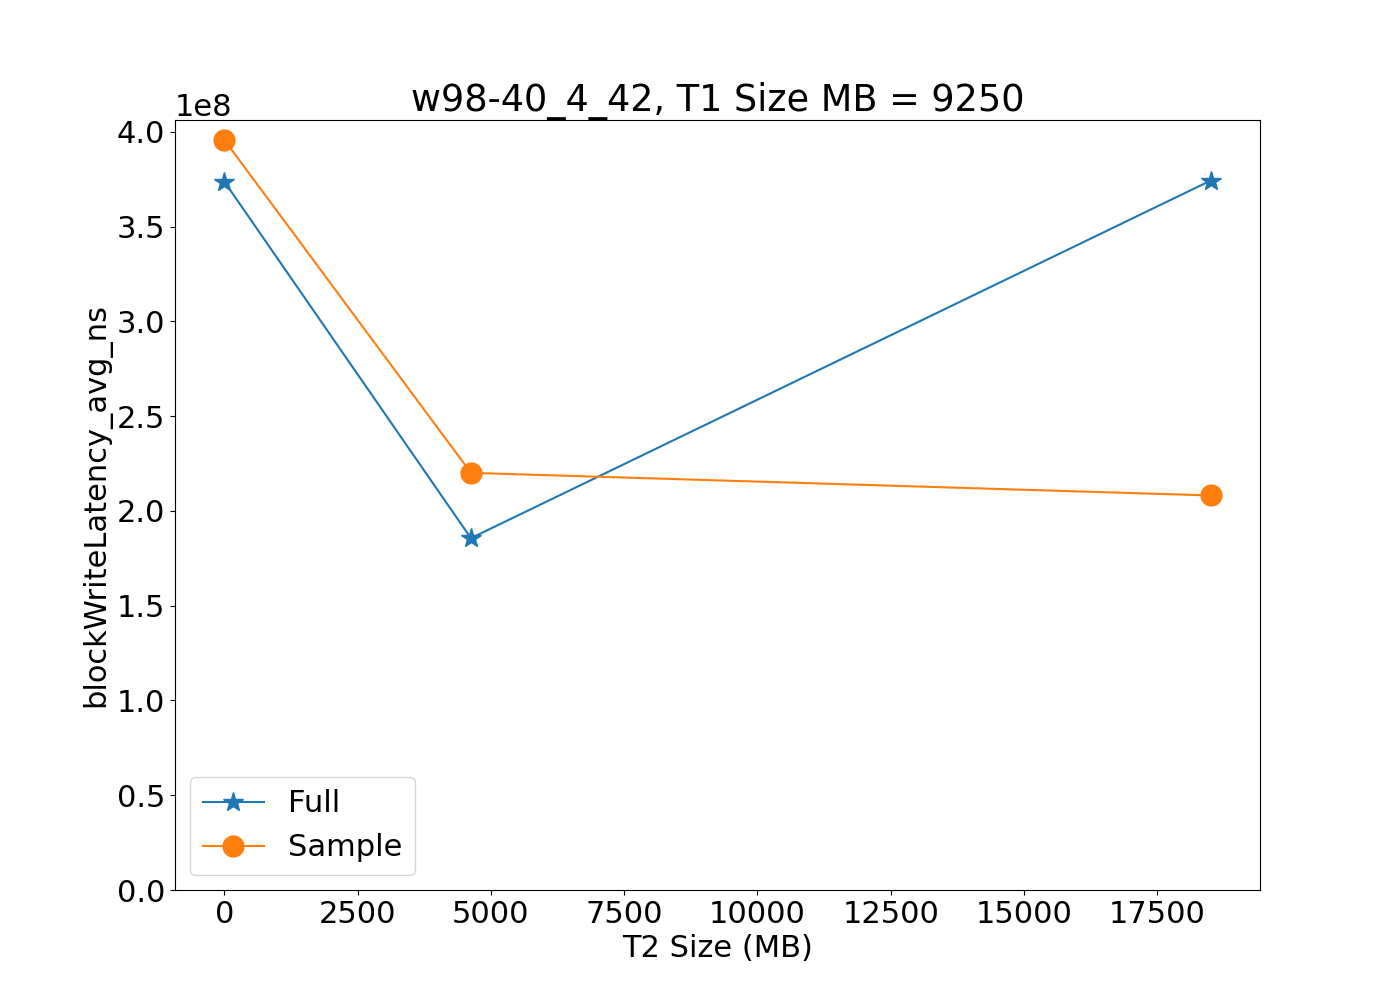 w98-40_4_42, T1 Size MB = 9250
1e8
4.0
3.5
3.0
2.5
2.0
1.5
1.0
0.5
0.0
blockWriteLatency_avg_ns
Full
Sample
0 2500 5000 7500 10000 12500 15000 17500
T2 Size (MB)